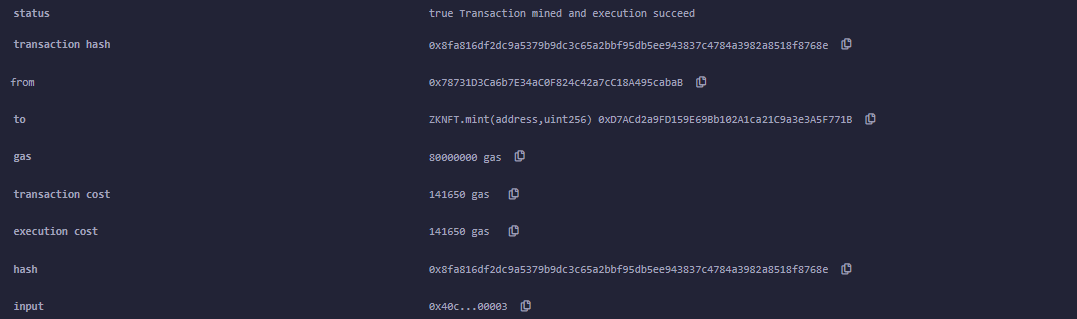 status true Transaction mined and execution succeed
transaction hash 0x8fa816df2dc9a5379b9dc3c65a2bbf95db5ee943837c4784a3982a8518f8768e
from 0x78731D3Ca6b7E34aC0F824c42a7cC18A495cabaB
to ZKNFT.mint(address,uint256) 0xD7ACd2a9FD159E69Bb102A1ca21C9a3e3A5F771B
gas 80000000 gas
transaction cost 141650 gas
execution cost 141650 gas
hash 0x8fa816df2dc9a5379b9dc3c65a2bbf95db5ee943837c4784a3982a8518f8768e
input 0x40c...00003